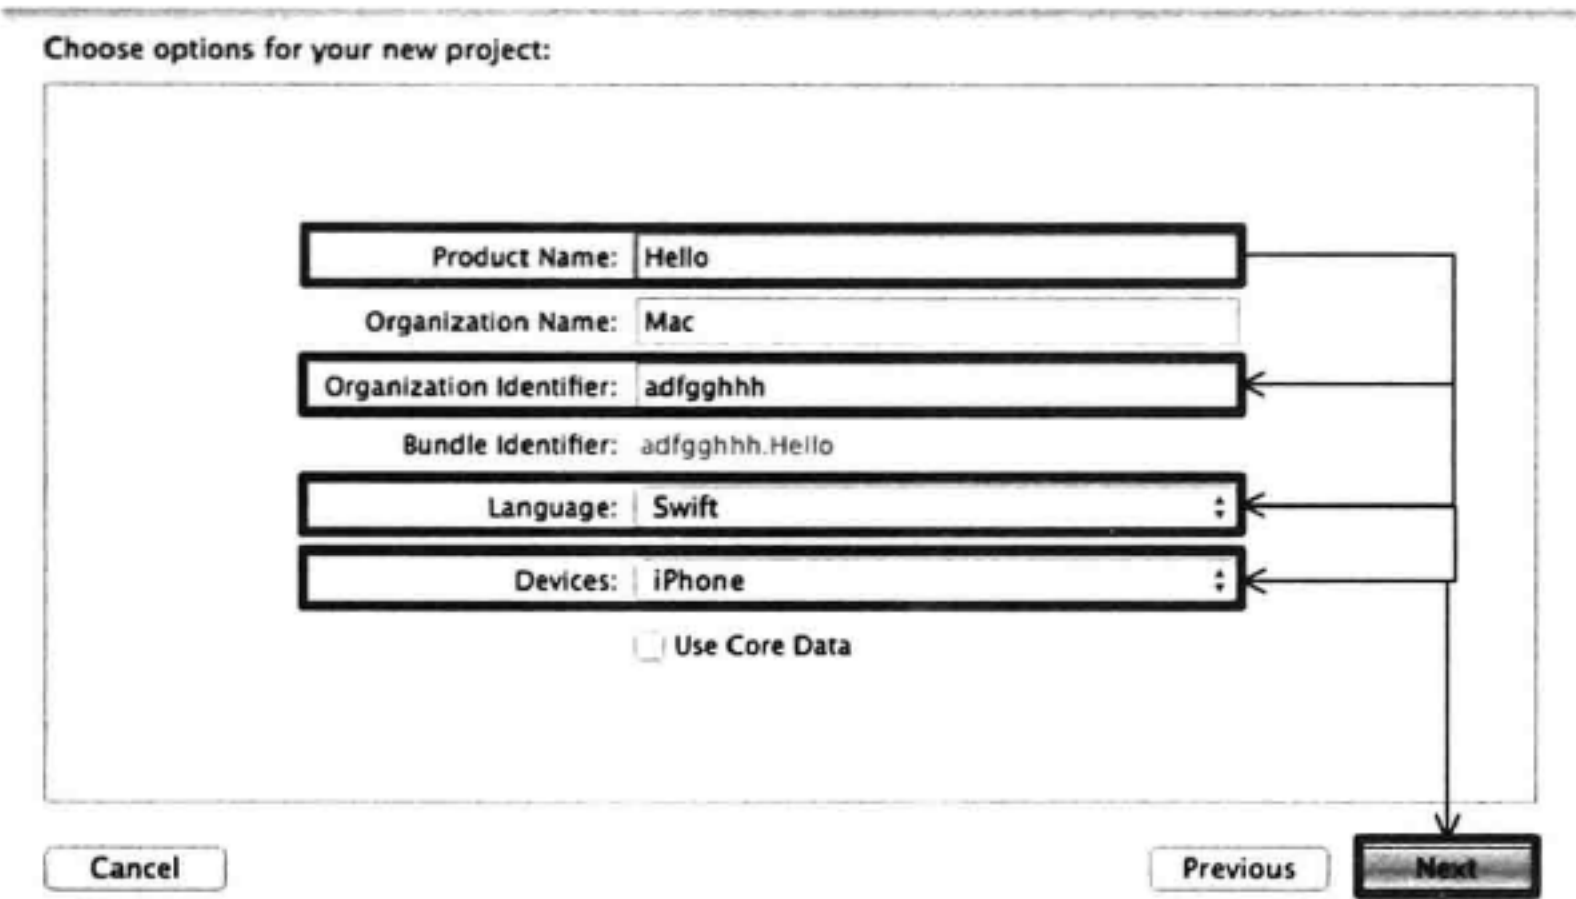 Choose options for your new project:
Product Name: Hello
Organization Name: Mac
Organization Identifier: adfgghhh
Bundle Identifier: adfgghhh.Hello
Language: Swift
Devices: iPhone
Use Core Data
Cancel Previous Next